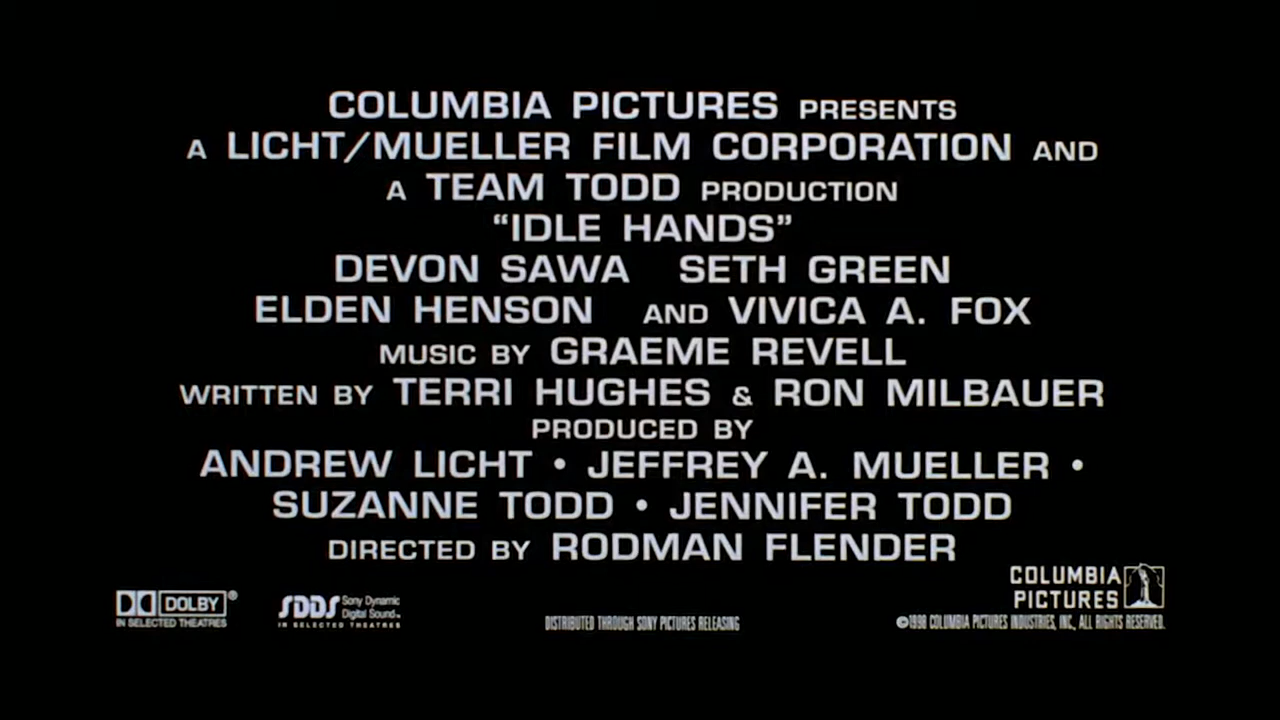 COLUMBIA PICTURES PRESENTS
A LICHT/MUELLER FILM CORPORATION AND
A TEAM TODD PRODUCTION
“IDLE HANDS”
DEVON SAWA SETH GREEN
ELDEN HENSON AND VIVICA A. FOX
MUSIC BY GRAEME REVELL
WRITTEN BY TERRI HUGHES & RON MILBAUER
PRODUCED BY
ANDREW LICHT • JEFFREY A. MUELLER •
SUZANNE TODD • JENNIFER TODD
DIRECTED BY RODMAN FLENDER
DOLBY®
IN SELECTED THEATRES
SDDS Sony Dynamic
Digital Sound™
IN SELECTED THEATRES
DISTRIBUTED THROUGH SONY PICTURES RELEASING
COLUMBIA
PICTURES
©1998 COLUMBIA PICTURES INDUSTRIES, INC., ALL RIGHTS RESERVED.